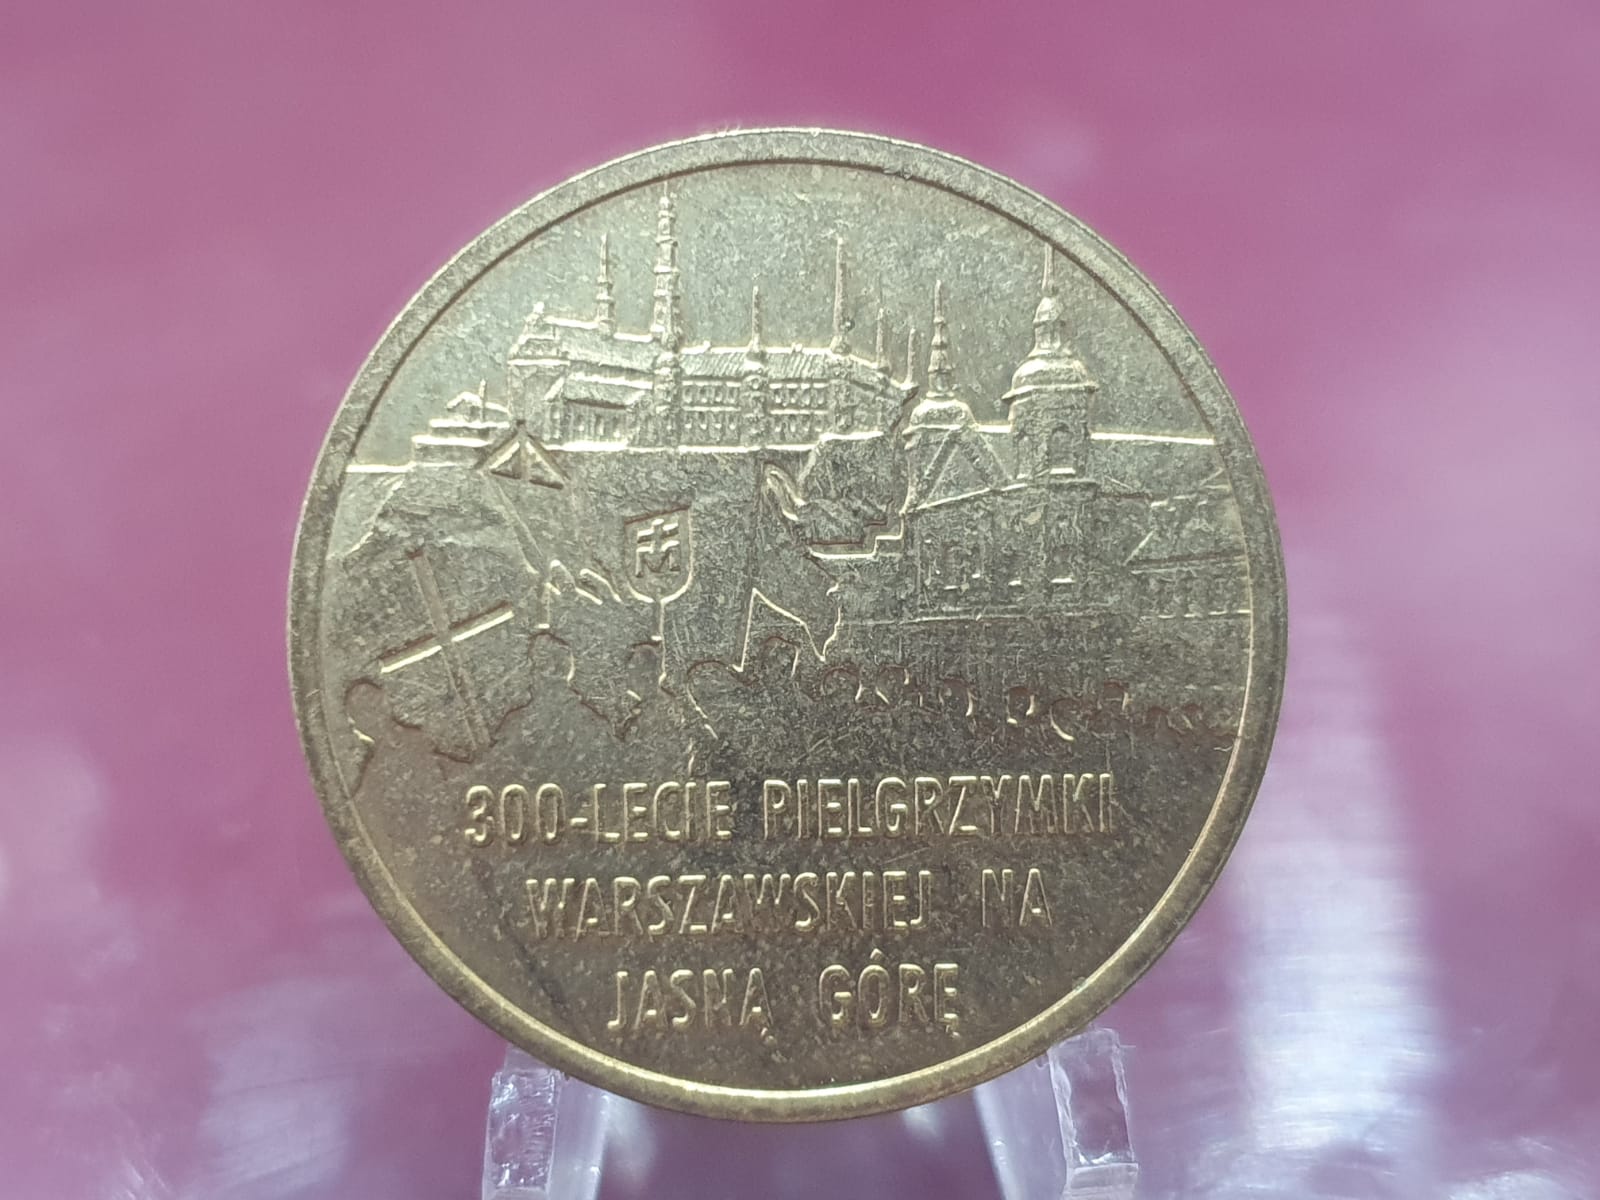 M
300-LECIE PIELGRZYMKI
WARSZAWSKIEJ NA
JASNĄ GÓRĘ